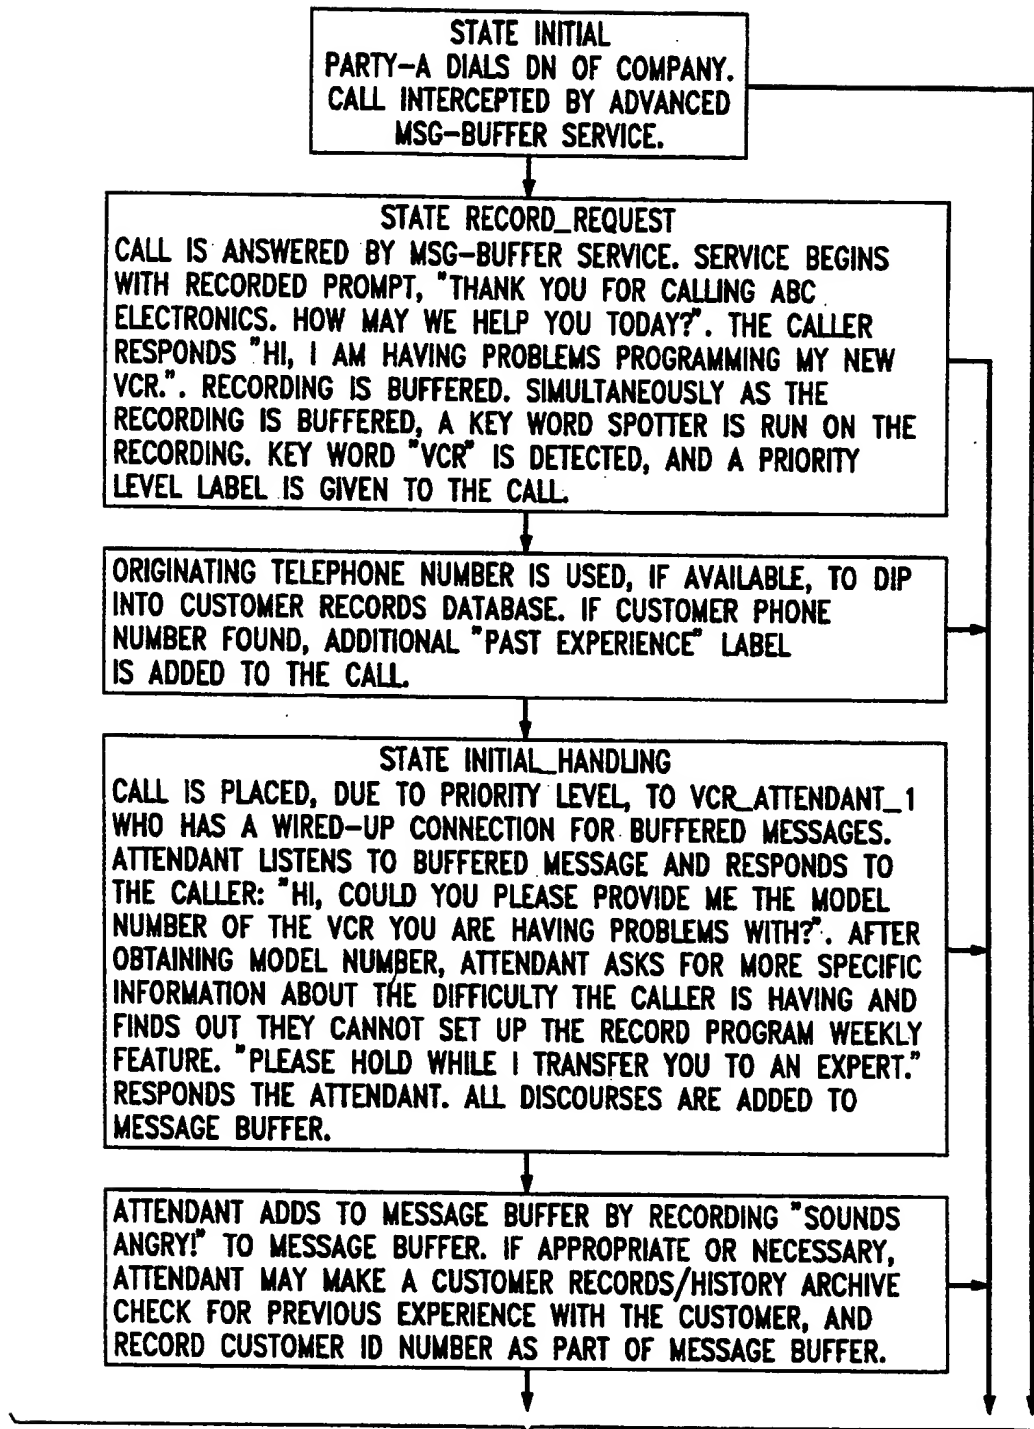 STATE INITIAL
PARTY-A DIALS DN OF COMPANY.
CALL INTERCEPTED BY ADVANCED
MSG-BUFFER SERVICE.
STATE RECORD_REQUEST
CALL IS ANSWERED BY MSG-BUFFER SERVICE. SERVICE BEGINS
WITH RECORDED PROMPT, "THANK YOU FOR CALLING ABC
ELECTRONICS. HOW MAY WE HELP YOU TODAY?". THE CALLER
RESPONDS "HI, I AM HAVING PROBLEMS PROGRAMMING MY NEW
VCR.". RECORDING IS BUFFERED. SIMULTANEOUSLY AS THE
RECORDING IS BUFFERED, A KEY WORD SPOTTER IS RUN ON THE
RECORDING. KEY WORD "VCR" IS DETECTED, AND A PRIORITY
LEVEL LABEL IS GIVEN TO THE CALL.
ORIGINATING TELEPHONE NUMBER IS USED, IF AVAILABLE, TO DIP
INTO CUSTOMER RECORDS DATABASE. IF CUSTOMER PHONE
NUMBER FOUND, ADDITIONAL "PAST EXPERIENCE" LABEL
IS ADDED TO THE CALL.
STATE INITIAL_HANDLING
CALL IS PLACED, DUE TO PRIORITY LEVEL, TO VCR_ATTENDANT_1
WHO HAS A WIRED-UP CONNECTION FOR BUFFERED MESSAGES.
ATTENDANT LISTENS TO BUFFERED MESSAGE AND RESPONDS TO
THE CALLER: "HI, COULD YOU PLEASE PROVIDE ME THE MODEL
NUMBER OF THE VCR YOU ARE HAVING PROBLEMS WITH?". AFTER
OBTAINING MODEL NUMBER, ATTENDANT ASKS FOR MORE SPECIFIC
INFORMATION ABOUT THE DIFFICULTY THE CALLER IS HAVING AND
FINDS OUT THEY CANNOT SET UP THE RECORD PROGRAM WEEKLY
FEATURE. "PLEASE HOLD WHILE I TRANSFER YOU TO AN EXPERT."
RESPONDS THE ATTENDANT. ALL DISCOURSES ARE ADDED TO
MESSAGE BUFFER.
ATTENDANT ADDS TO MESSAGE BUFFER BY RECORDING "SOUNDS
ANGRY!" TO MESSAGE BUFFER. IF APPROPRIATE OR NECESSARY,
ATTENDANT MAY MAKE A CUSTOMER RECORDS/HISTORY ARCHIVE
CHECK FOR PREVIOUS EXPERIENCE WITH THE CUSTOMER, AND
RECORD CUSTOMER ID NUMBER AS PART OF MESSAGE BUFFER.